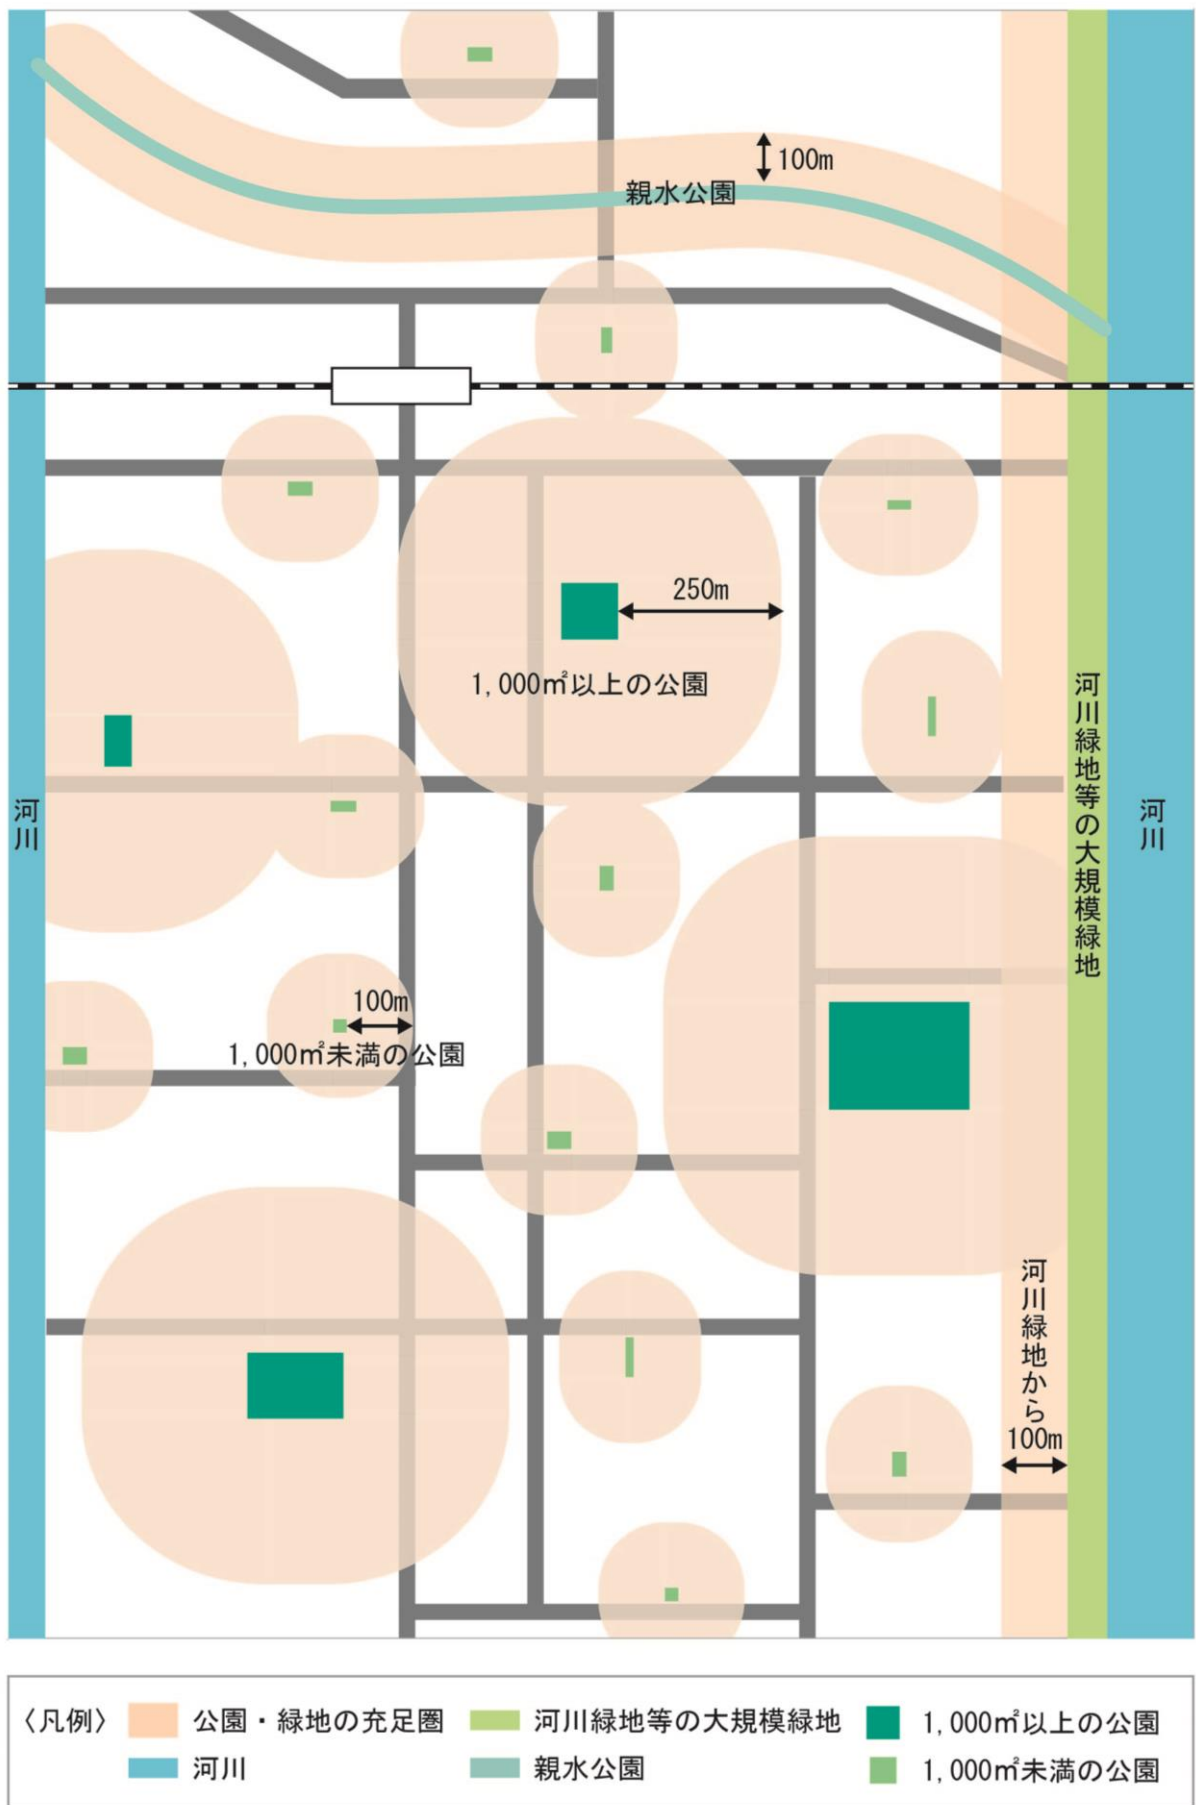 100m
親水公園
250m
1,000㎡以上の公園
河川緑地等の大規模緑地
河川
河川
100m
1,000㎡未満の公園
河川緑地から
100m
〈凡例〉
公園・緑地の充足圏
河川緑地等の大規模緑地
1,000㎡以上の公園
河川
親水公園
1,000㎡未満の公園